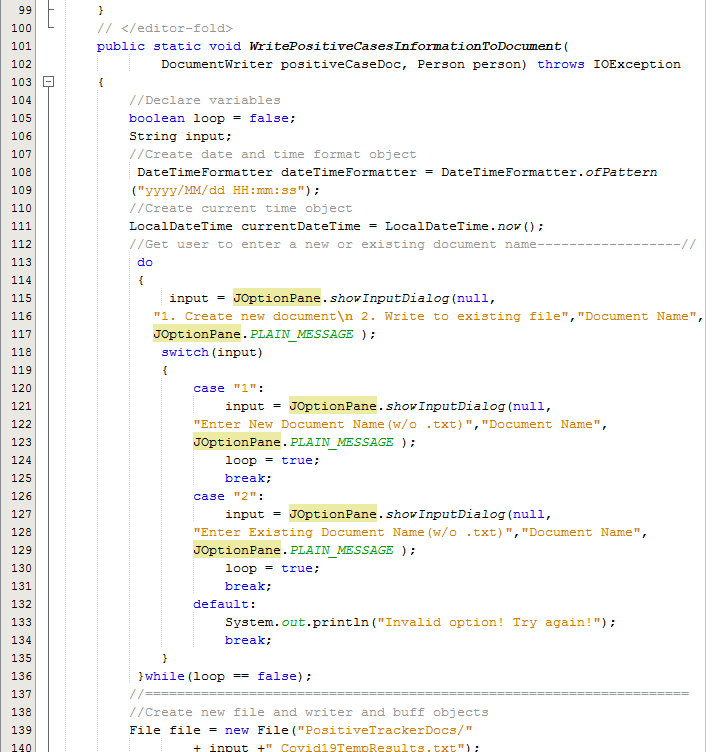 99 }
100 // </editor-fold>
101 public static void WritePositiveCasesInformationToDocument(
102 DocumentWriter positiveCaseDoc, Person person) throws IOException
103 {
104 //Declare variables
105 boolean loop = false;
106 String input;
107 //Create date and time format object
108 DateTimeFormatter dateTimeFormatter = DateTimeFormatter.ofPattern
109 ("yyyy/MM/dd HH:mm:ss");
110 //Create current time object
111 LocalDateTime currentDateTime = LocalDateTime.now();
112 //Get user to enter a new or existing document name------------------//
113 do
114 {
115 input = JOptionPane.showInputDialog(null,
116 "1. Create new document\n 2. Write to existing file","Document Name",
117 JOptionPane.PLAIN_MESSAGE );
118 switch(input)
119 {
120 case "1":
121 input = JOptionPane.showInputDialog(null,
122 "Enter New Document Name(w/o .txt)","Document Name",
123 JOptionPane.PLAIN_MESSAGE );
124 loop = true;
125 break;
126 case "2":
127 input = JOptionPane.showInputDialog(null,
128 "Enter Existing Document Name(w/o .txt)","Document Name",
129 JOptionPane.PLAIN_MESSAGE );
130 loop = true;
131 break;
132 default:
133 System.out.println("Invalid option! Try again!");
134 break;
135 }
136 }while(loop == false);
137 //====================================================================
138 //Create new file and writer and buff objects
139 File file = new File("PositiveTrackerDocs/"
140 + input +"_Covid19TempResults.txt");